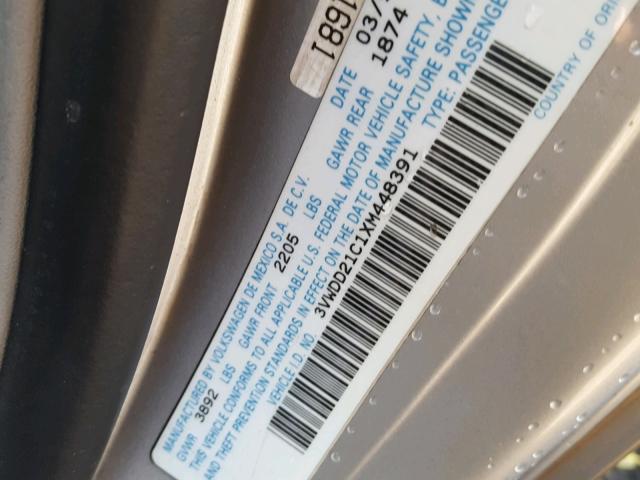 1681
MANUFACTURED BY VOLKSWAGEN DE MEXICO S.A. DE C.V. DATE 03/
GVWR 3892 LBS GAWR FRONT 2205 LBS GAWR REAR 1874
THIS VEHICLE CONFORMS TO ALL APPLICABLE U.S. FEDERAL MOTOR VEHICLE SAFETY,
AND THEFT PREVENTION STANDARDS IN EFFECT ON THE DATE OF MANUFACTURE SHOWN
VEHICLE I.D. NO. 3VWDD21C1XM448391 TYPE: PASSENGE
COUNTRY OF ORI